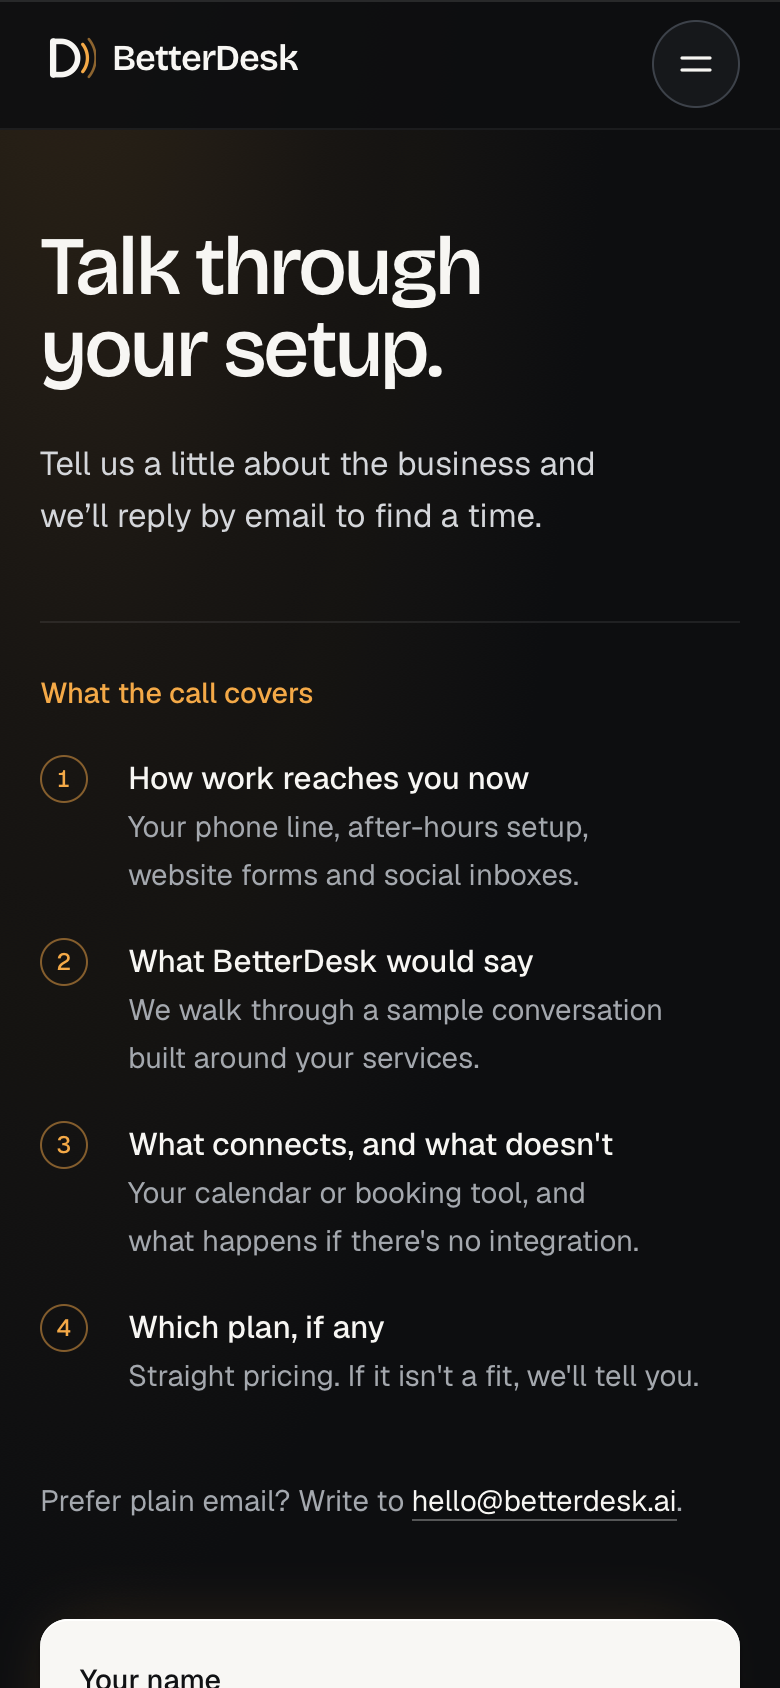 BetterDesk
Talk through
your setup.
Tell us a little about the business and
we’ll reply by email to find a time.
What the call covers
1 How work reaches you now
Your phone line, after-hours setup,
website forms and social inboxes.
2 What BetterDesk would say
We walk through a sample conversation
built around your services.
3 What connects, and what doesn't
Your calendar or booking tool, and
what happens if there's no integration.
4 Which plan, if any
Straight pricing. If it isn't a fit, we'll tell you.
Prefer plain email? Write to hello@betterdesk.ai.
Your name